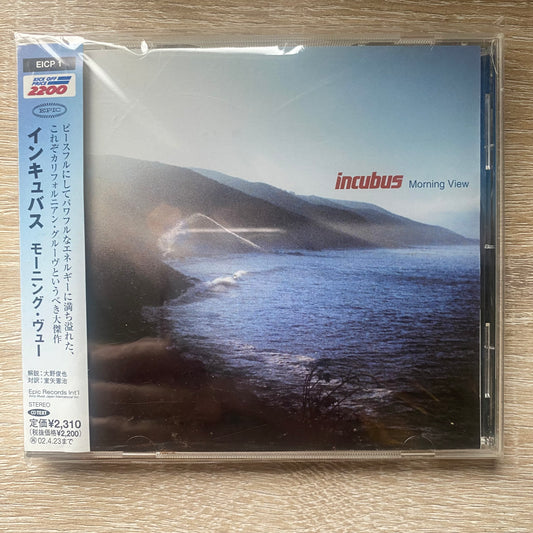 EICP 1
KICK OFF
PRICE
2200
EPIC
ピースフルにしてパワフルなエネルギーに満ち溢れた、
これぞカリフォルニアン・グルーヴというべき大傑作
インキュバス モーニング・ヴュー
解説：大野俊也
対訳：室矢憲治
Epic Records Int'l
STEREO
CD TEXT
定価¥2,310
(税抜価格¥2,200)
02.4.23まで
incubus Morning View